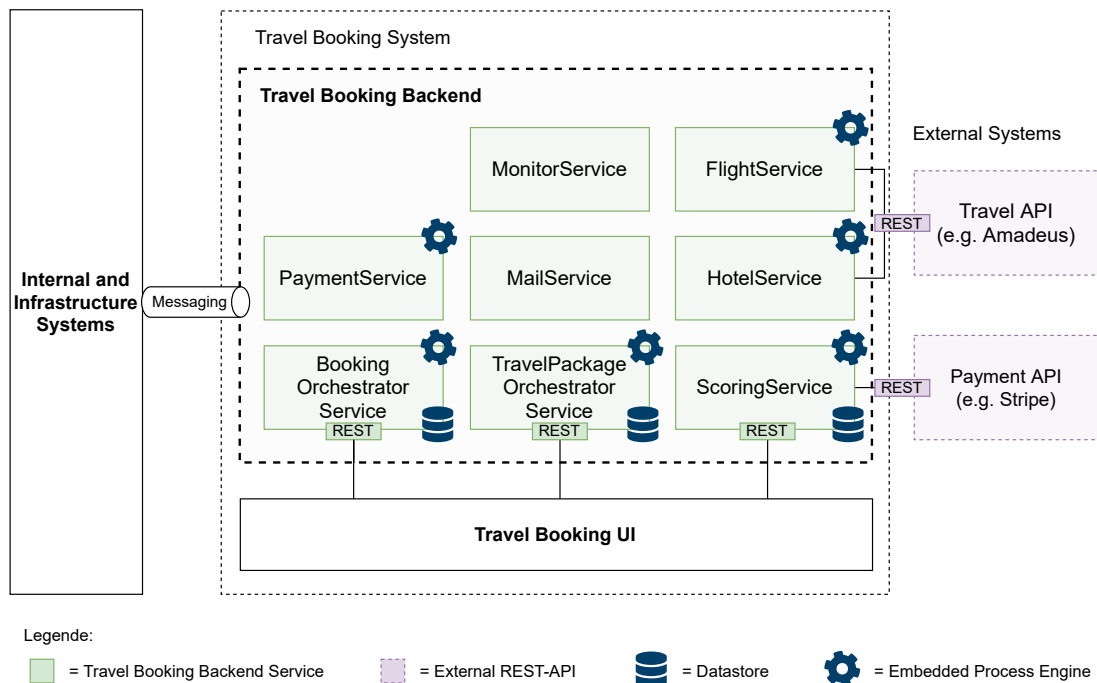 Travel Booking System
Travel Booking Backend
MonitorService
FlightService
External Systems
REST
Travel API
(e.g. Amadeus)
Internal and
Infrastructure
Systems
Messaging
PaymentService
MailService
HotelService
Booking
Orchestrator
Service
REST
TravelPackage
Orchestrator
Service
REST
ScoringService
REST
REST
Payment API
(e.g. Stripe)
Travel Booking UI
Legende:
= Travel Booking Backend Service
= External REST-API
= Datastore
= Embedded Process Engine